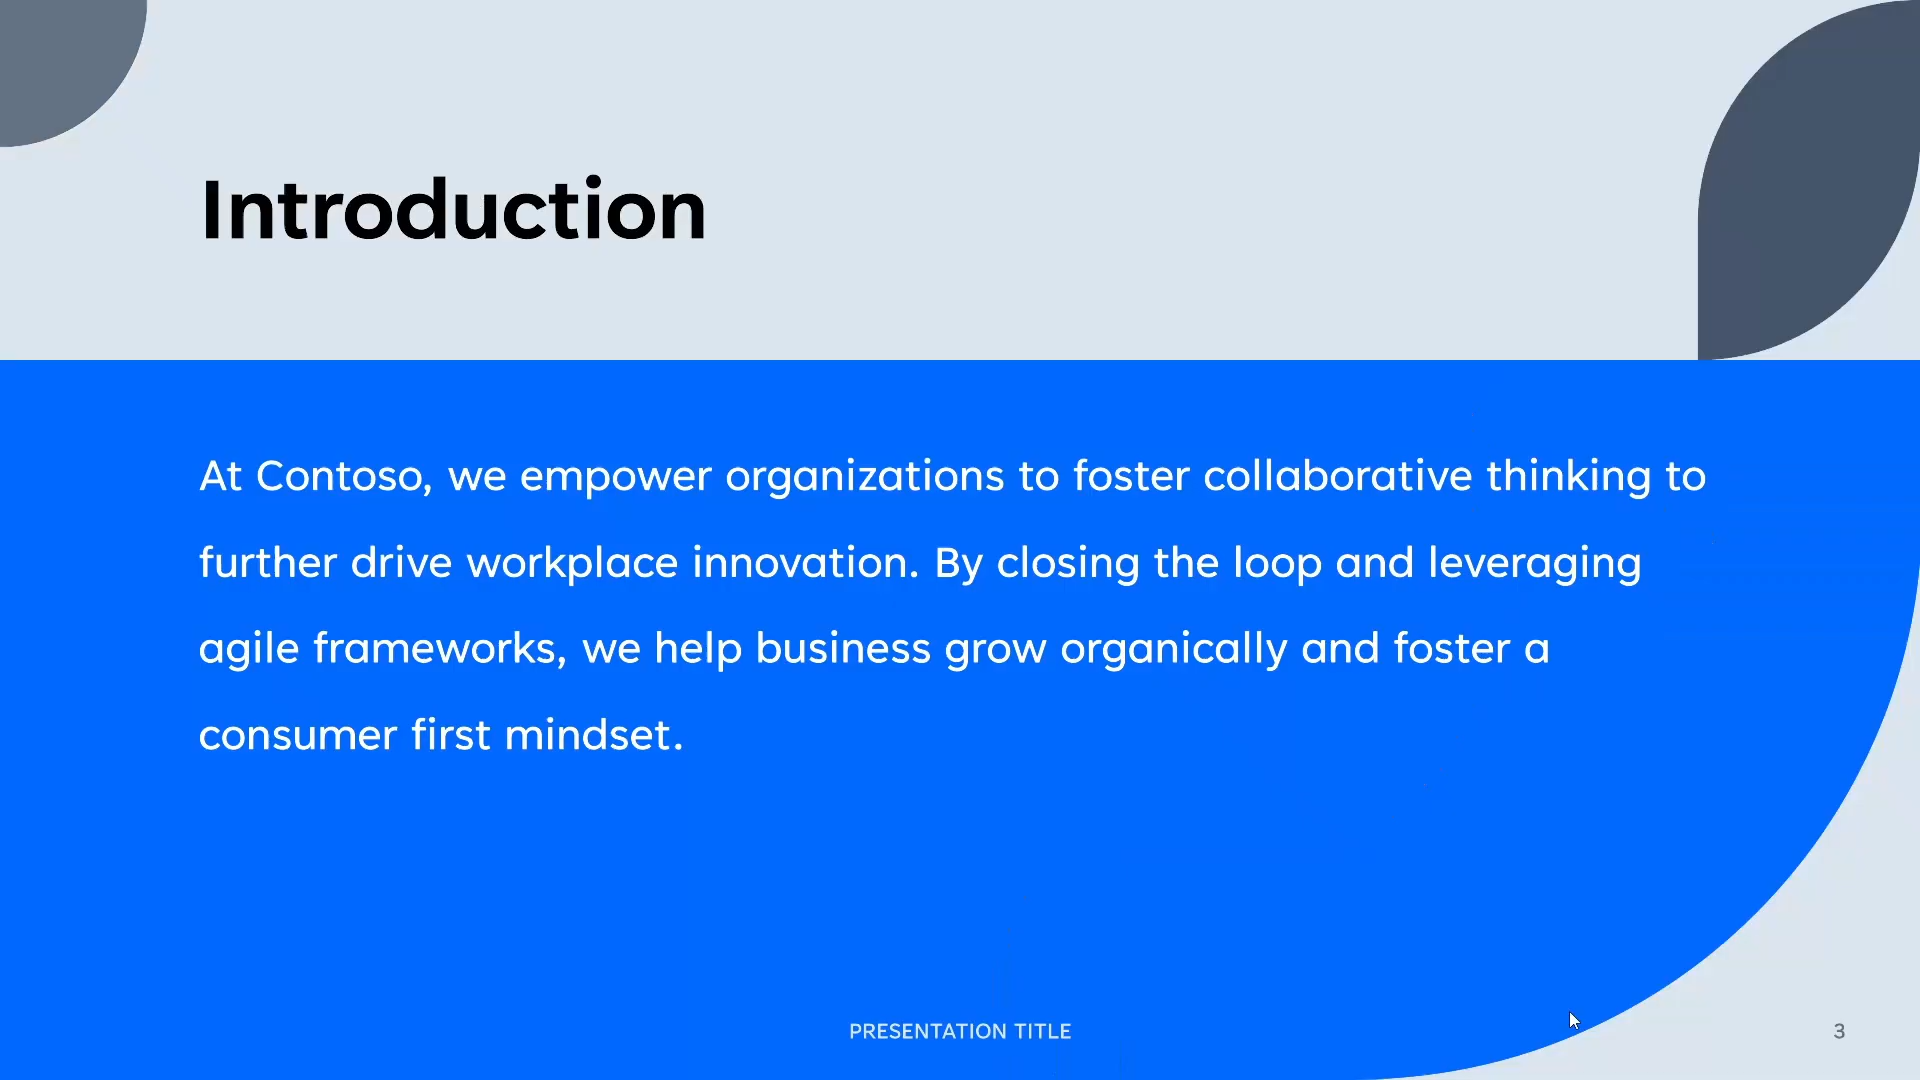 Introduction
At Contoso, we empower organizations to foster collaborative thinking to
further drive workplace innovation. By closing the loop and leveraging
agile frameworks, we help business grow organically and foster a
consumer first mindset.
PRESENTATION TITLE
3